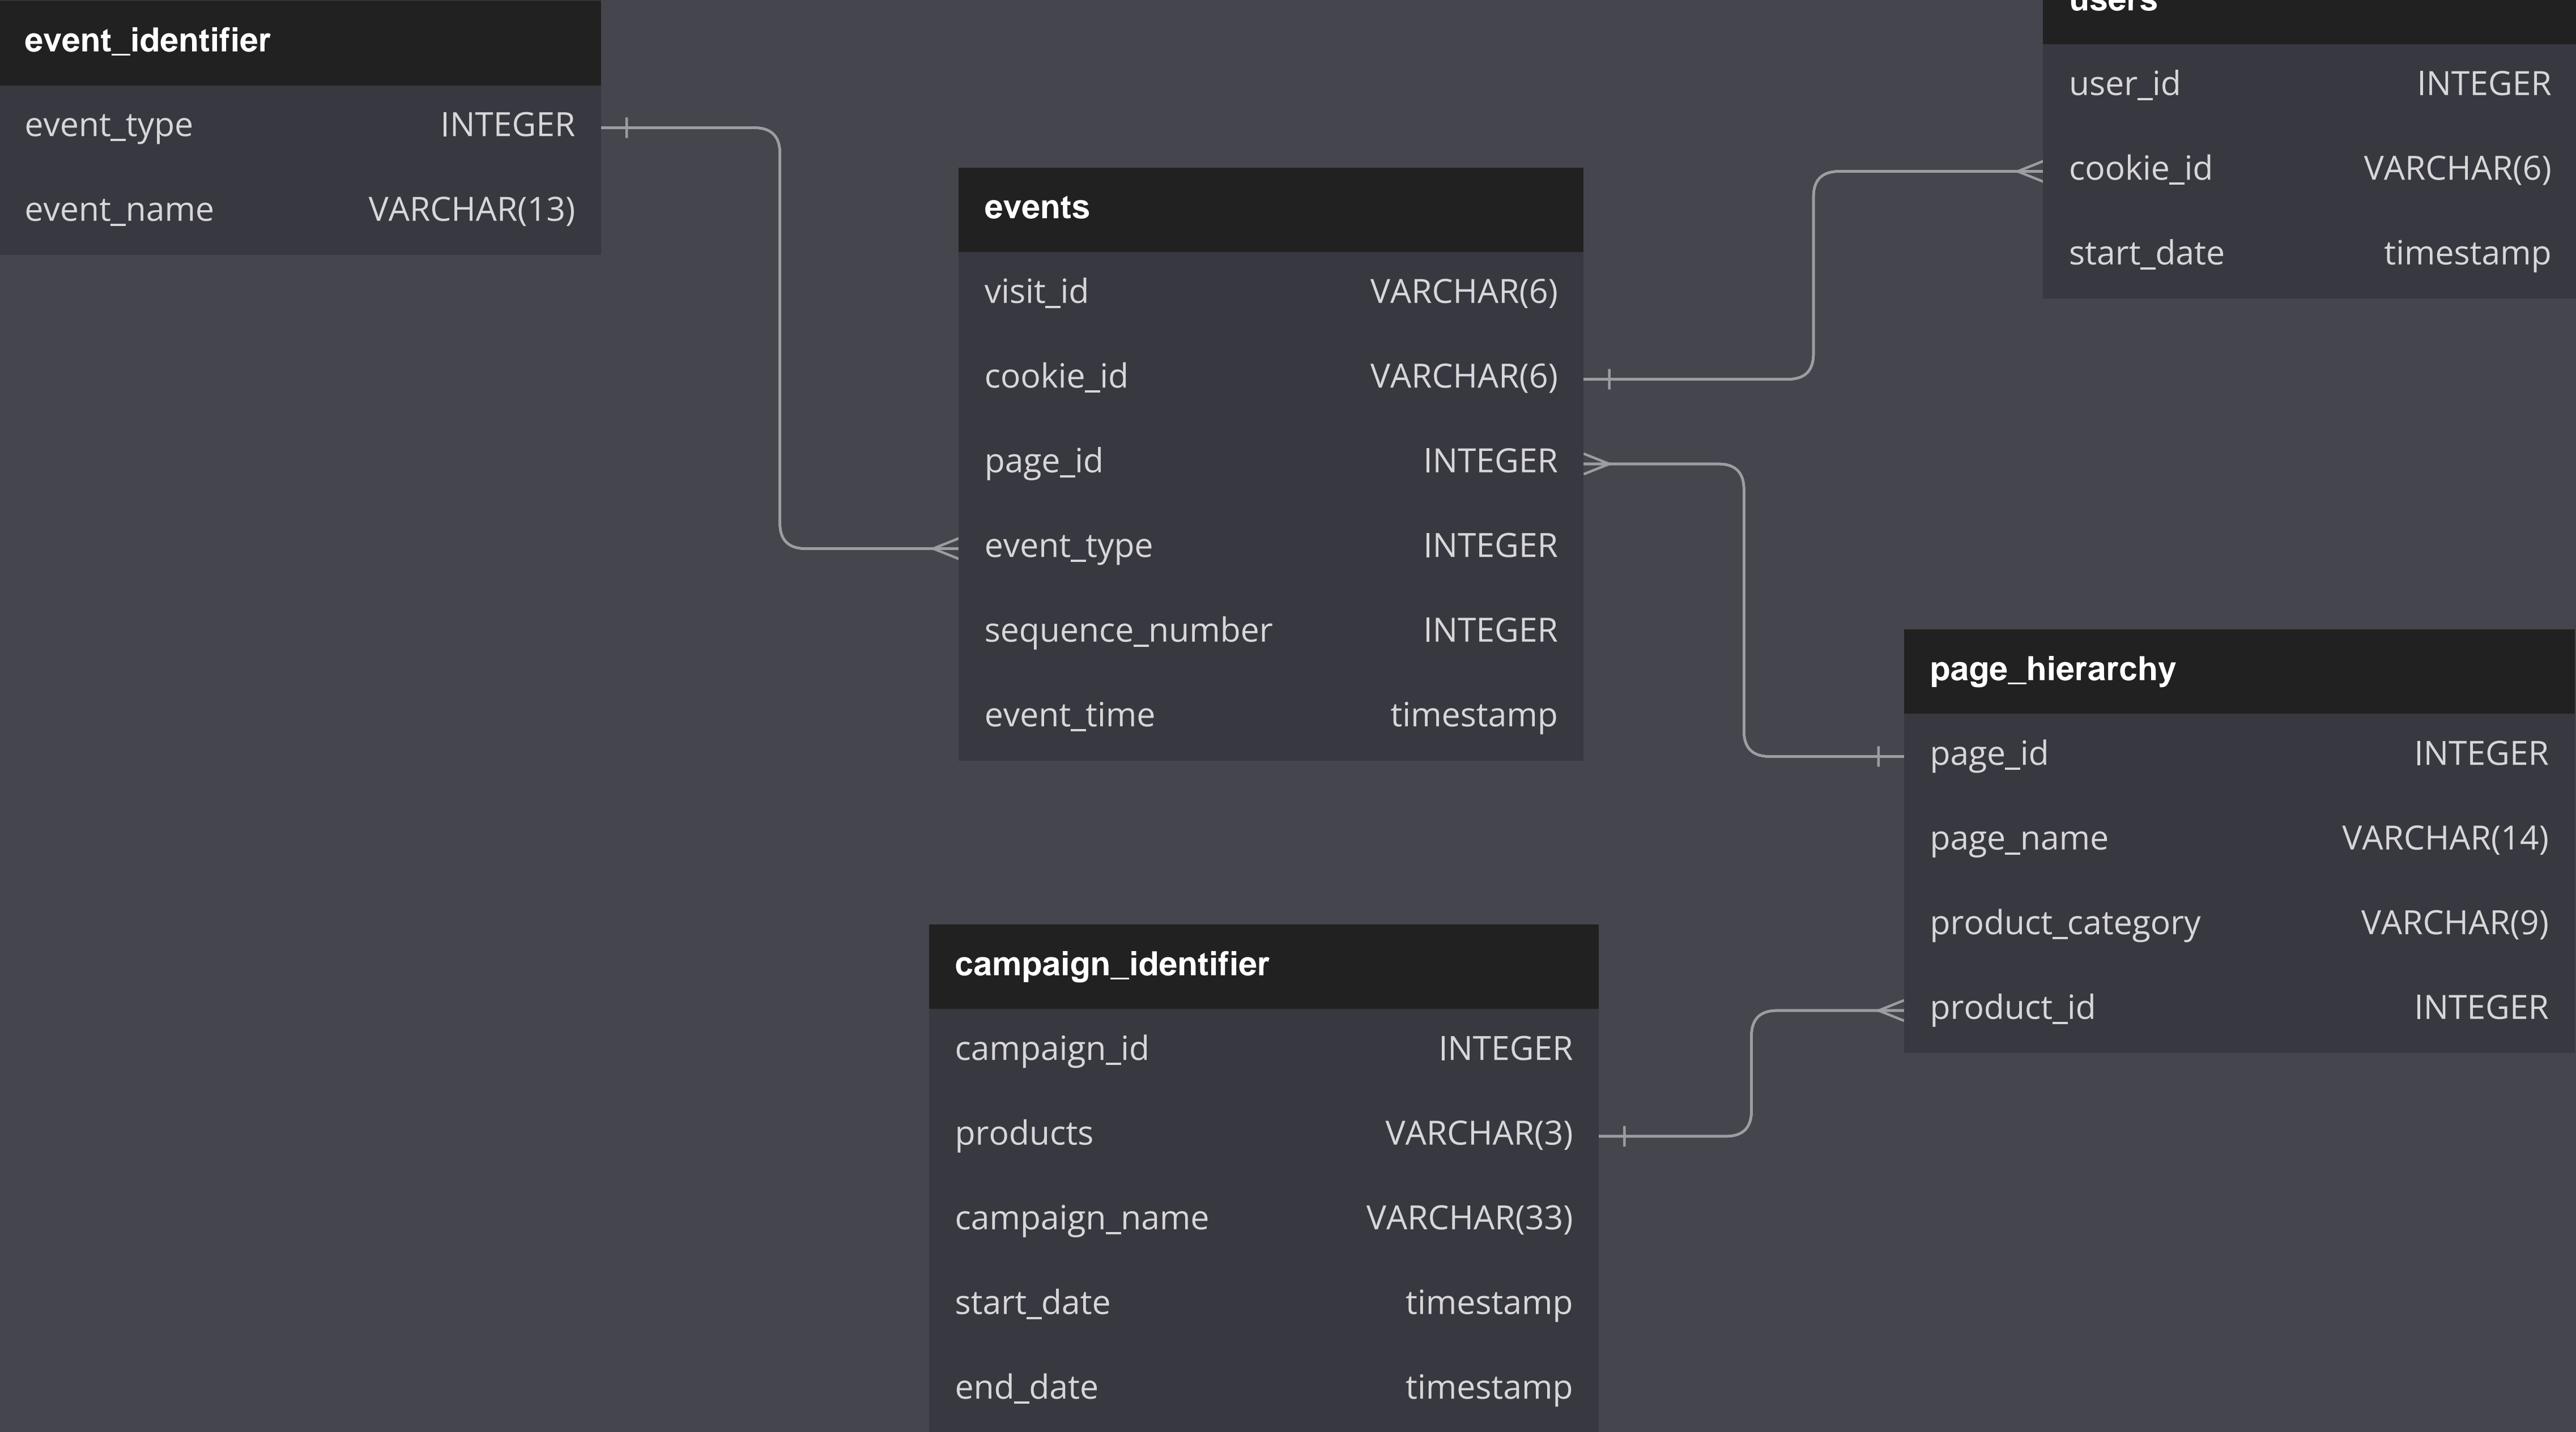 event_identifier
event_type INTEGER
event_name VARCHAR(13)
users
user_id INTEGER
cookie_id VARCHAR(6)
start_date timestamp
events
visit_id VARCHAR(6)
cookie_id VARCHAR(6)
page_id INTEGER
event_type INTEGER
sequence_number INTEGER
event_time timestamp
page_hierarchy
page_id INTEGER
page_name VARCHAR(14)
product_category VARCHAR(9)
product_id INTEGER
campaign_identifier
campaign_id INTEGER
products VARCHAR(3)
campaign_name VARCHAR(33)
start_date timestamp
end_date timestamp